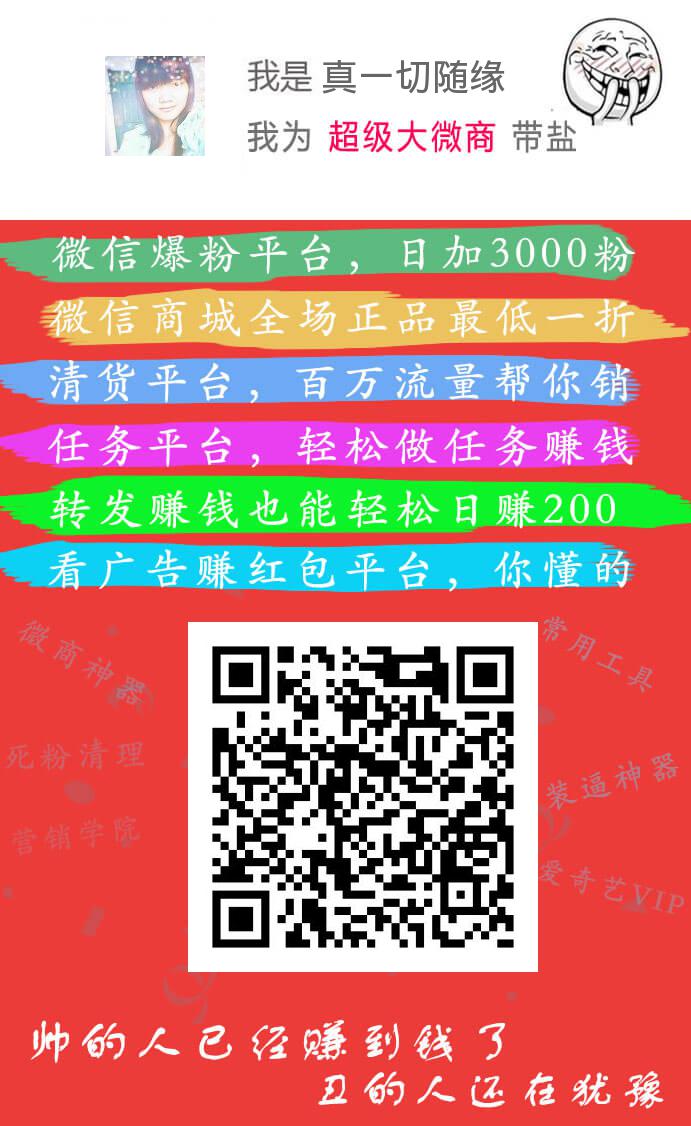 我是 真一切随缘
我为 超级大微商 带盐
微信爆粉平台，日加3000粉
微信商城全场正品最低一折
清货平台，百万流量帮你销
任务平台，轻松做任务赚钱
转发赚钱也能轻松日赚200
看广告赚红包平台，你懂的
微商神器
常用工具
死粉清理
装逼神器
营销学院
爱奇艺VIP
帅的人已经赚到钱了
丑的人还在犹豫